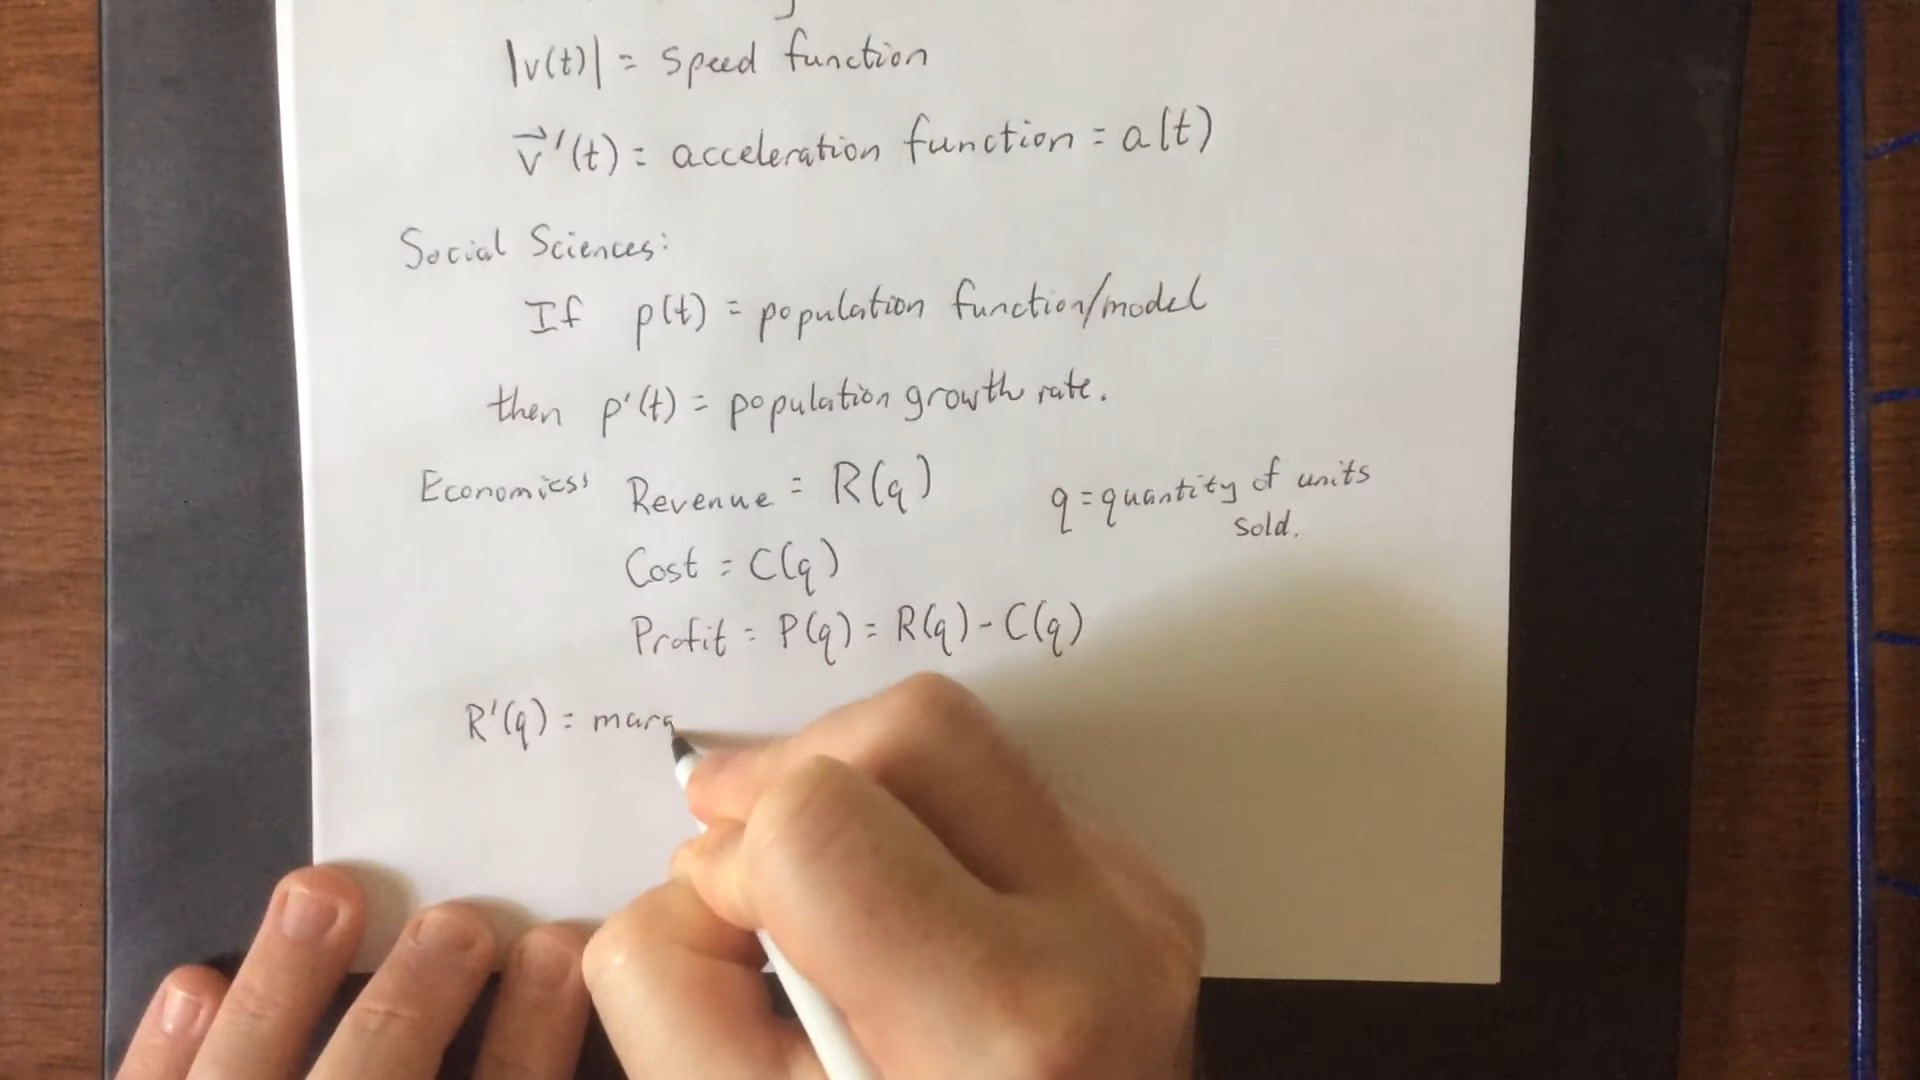 |v(t)| = speed function
v⃗'(t) = acceleration function = a(t)
Social Sciences:
If p(t) = population function/model
then p'(t) = population growth rate.
Economics: Revenue = R(q) q = quantity of units
sold.
Cost = C(q)
Profit = P(q) = R(q) - C(q)
R'(q) = marg